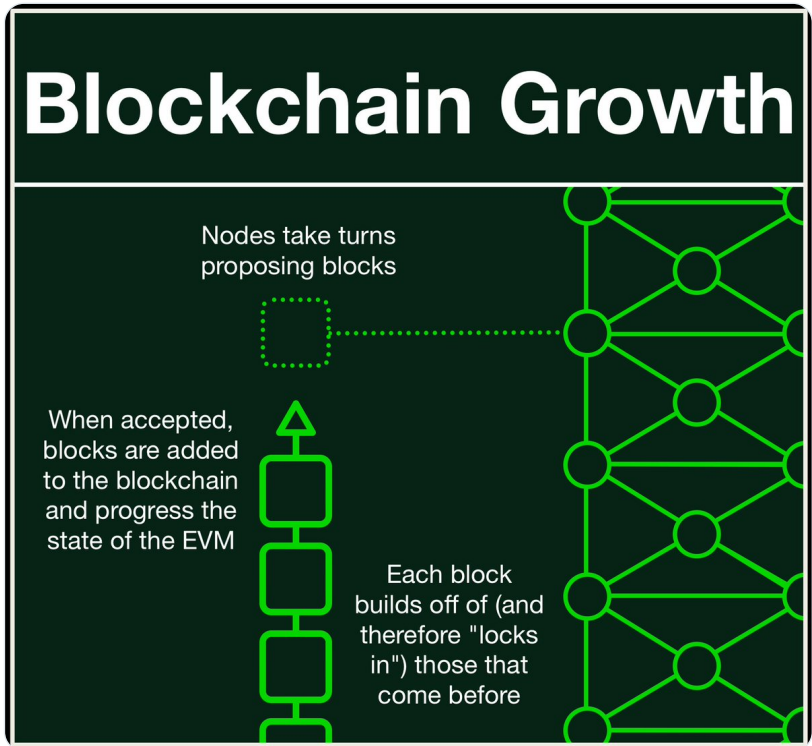 Blockchain Growth
Nodes take turns
proposing blocks
When accepted,
blocks are added
to the blockchain
and progress the
state of the EVM
Each block
builds off of (and
therefore "locks
in") those that
come before